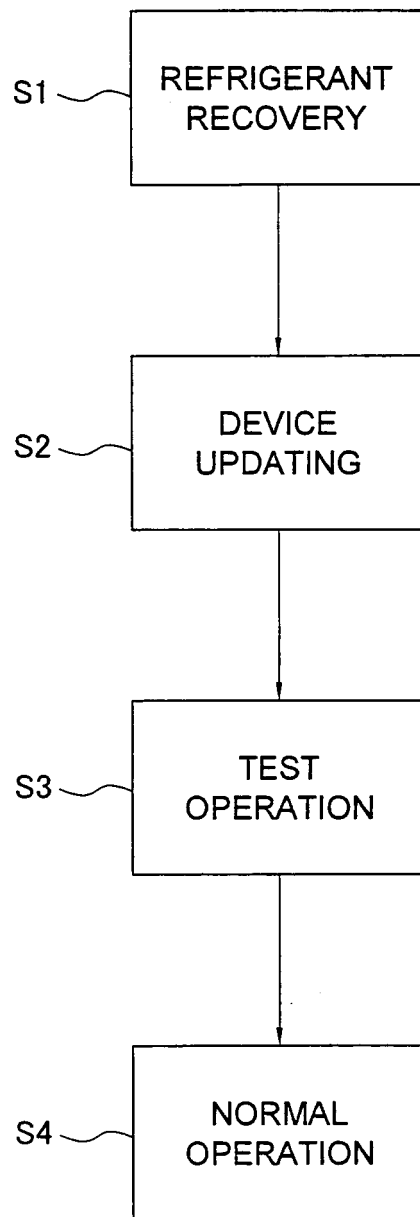 S1
REFRIGERANT
RECOVERY
S2
DEVICE
UPDATING
S3
TEST
OPERATION
S4
NORMAL
OPERATION